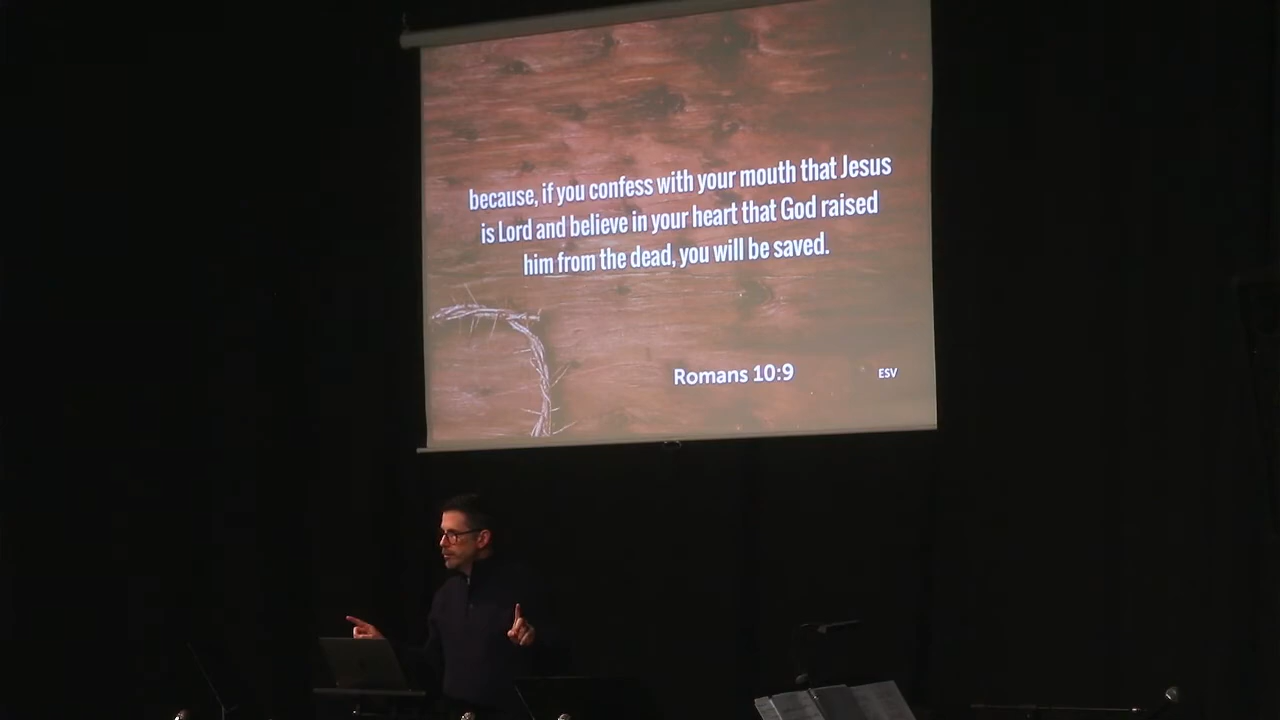 because, if you confess with your mouth that Jesus
is Lord and believe in your heart that God raised
him from the dead, you will be saved.
Romans 10:9
ESV